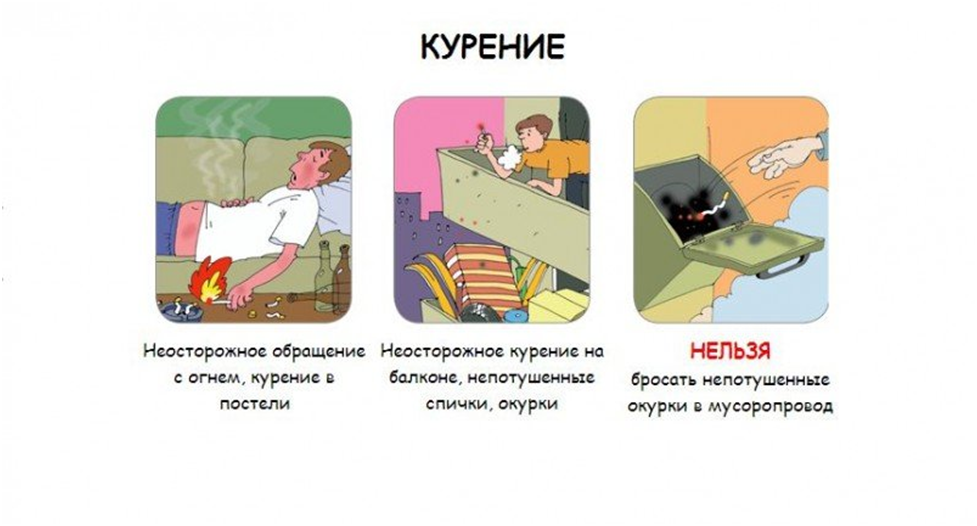 КУРЕНИЕ
Неосторожное обращение
с огнем, курение в
постели
Неосторожное курение на
балконе, непотушенные
спички, окурки
НЕЛЬЗЯ
бросать непотушенные
окурки в мусоропровод